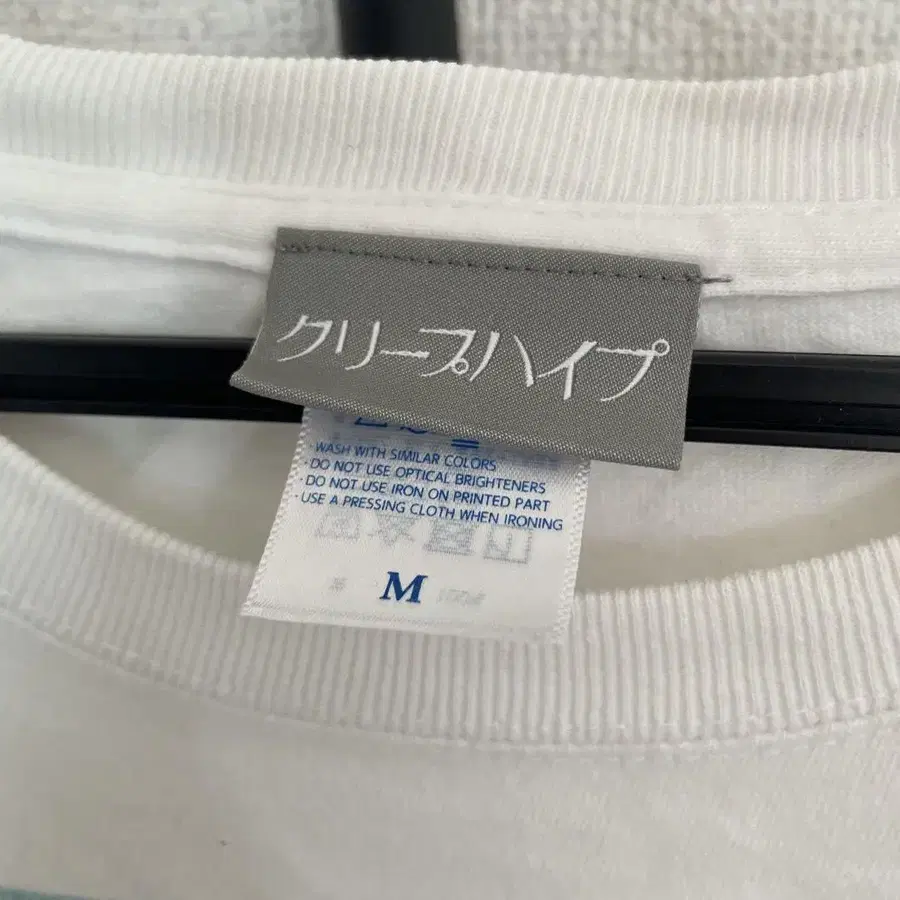 クリープハイプ
· WASH WITH SIMILAR COLORS
· DO NOT USE OPTICAL BRIGHTENERS
· DO NOT USE IRON ON PRINTED PART
· USE A PRESSING CLOTH WHEN IRONING
M